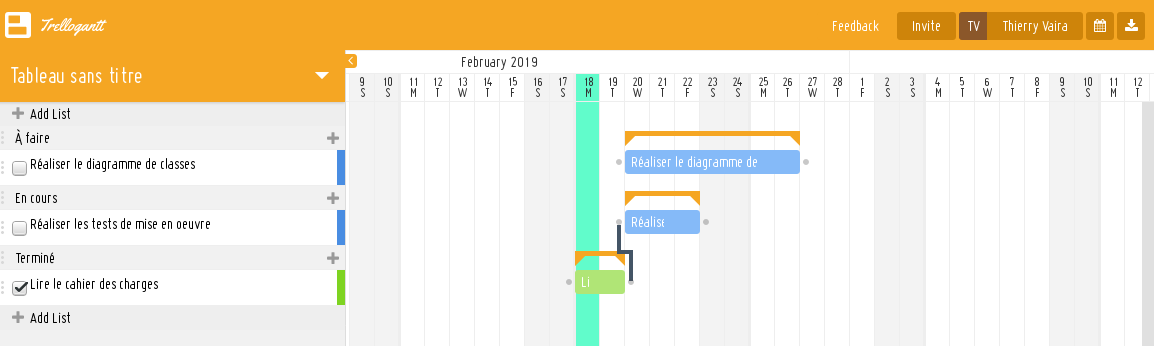 Trellogantt
Feedback Invite TV Thierry Vaira
Tableau sans titre
February 2019
9 10 11 12 13 14 15 16 17 18 19 20 21 22 23 24 25 26 27 28 1 2 3 4 5 6 7 8 9 10 11 12
S S M T W T F S S M T W T F S S M T W T F S S M T W T F S S M T
Add List
À faire
Réaliser le diagramme de classes
Réaliser le diagramme de
En cours
Réaliser les tests de mise en oeuvre
Réalise
Terminé
Lire le cahier des charges
Li
Add List